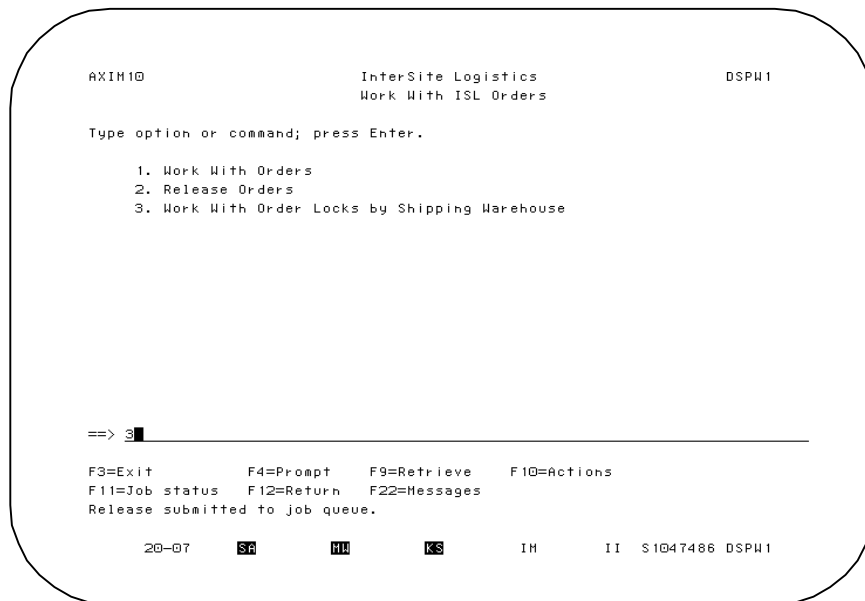 AXIM10 InterSite Logistics DSPW1
Work With ISL Orders
Type option or command; press Enter.
1. Work With Orders
2. Release Orders
3. Work With Order Locks by Shipping Warehouse
==> 3
F3=Exit F4=Prompt F9=Retrieve F10=Actions
F11=Job status F12=Return F22=Messages
Release submitted to job queue.
20-07 SA MW KS IM II S1047486 DSPW1